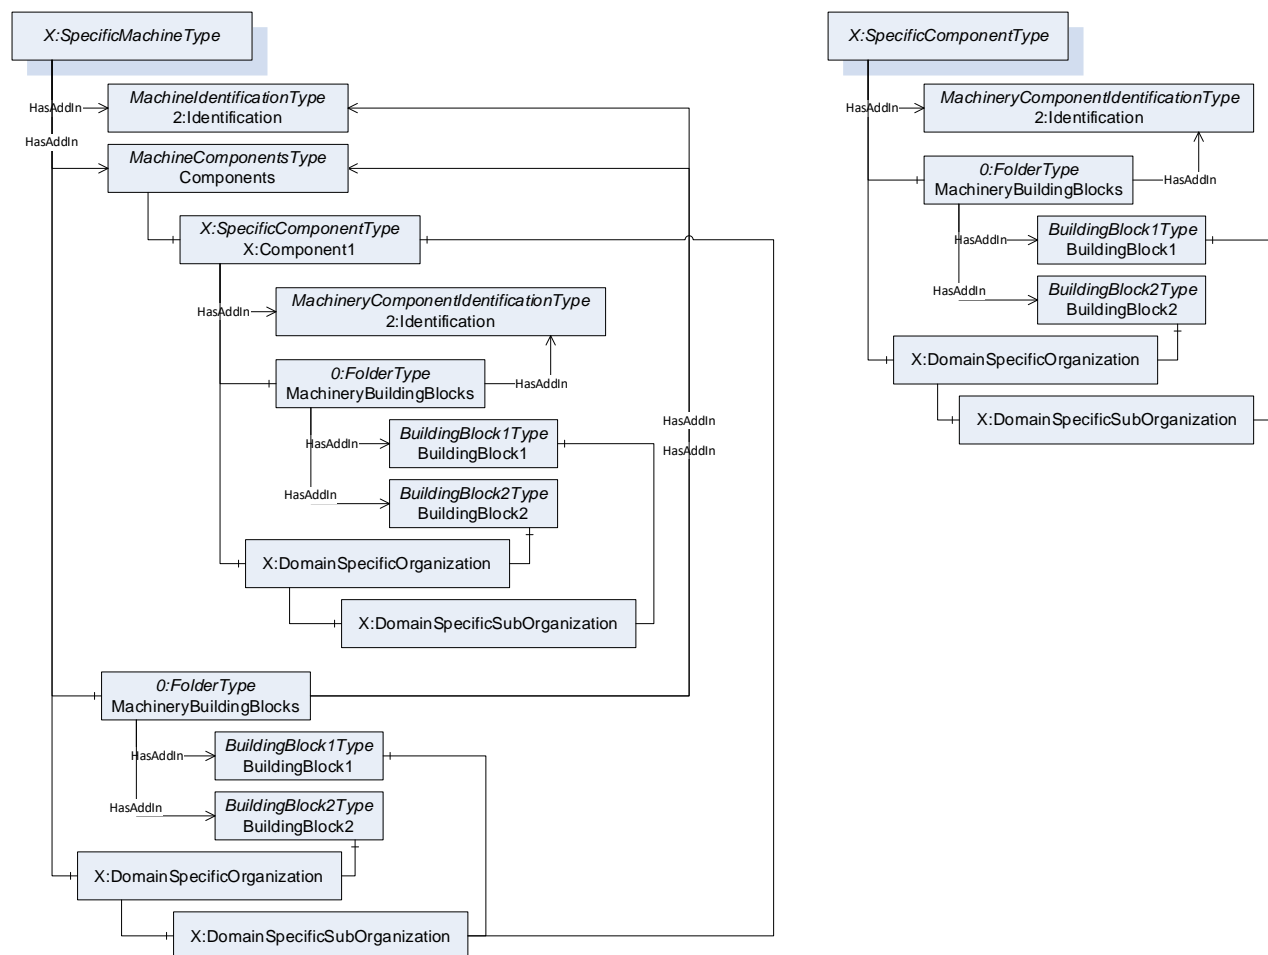 X:SpecificMachineType
HasAddIn
MachineIdentificationType
2:Identification
HasAddIn
MachineComponentsType
Components
X:SpecificComponentType
X:Component1
HasAddIn
MachineryComponentIdentificationType
2:Identification
0:FolderType
MachineryBuildingBlocks
HasAddIn
HasAddIn
BuildingBlock1Type
BuildingBlock1
HasAddIn
BuildingBlock2Type
BuildingBlock2
X:DomainSpecificOrganization
X:DomainSpecificSubOrganization
HasAddIn
HasAddIn
0:FolderType
MachineryBuildingBlocks
HasAddIn
BuildingBlock1Type
BuildingBlock1
HasAddIn
BuildingBlock2Type
BuildingBlock2
X:DomainSpecificOrganization
X:DomainSpecificSubOrganization
X:SpecificComponentType
HasAddIn
MachineryComponentIdentificationType
2:Identification
0:FolderType
MachineryBuildingBlocks
HasAddIn
HasAddIn
BuildingBlock1Type
BuildingBlock1
HasAddIn
BuildingBlock2Type
BuildingBlock2
X:DomainSpecificOrganization
X:DomainSpecificSubOrganization